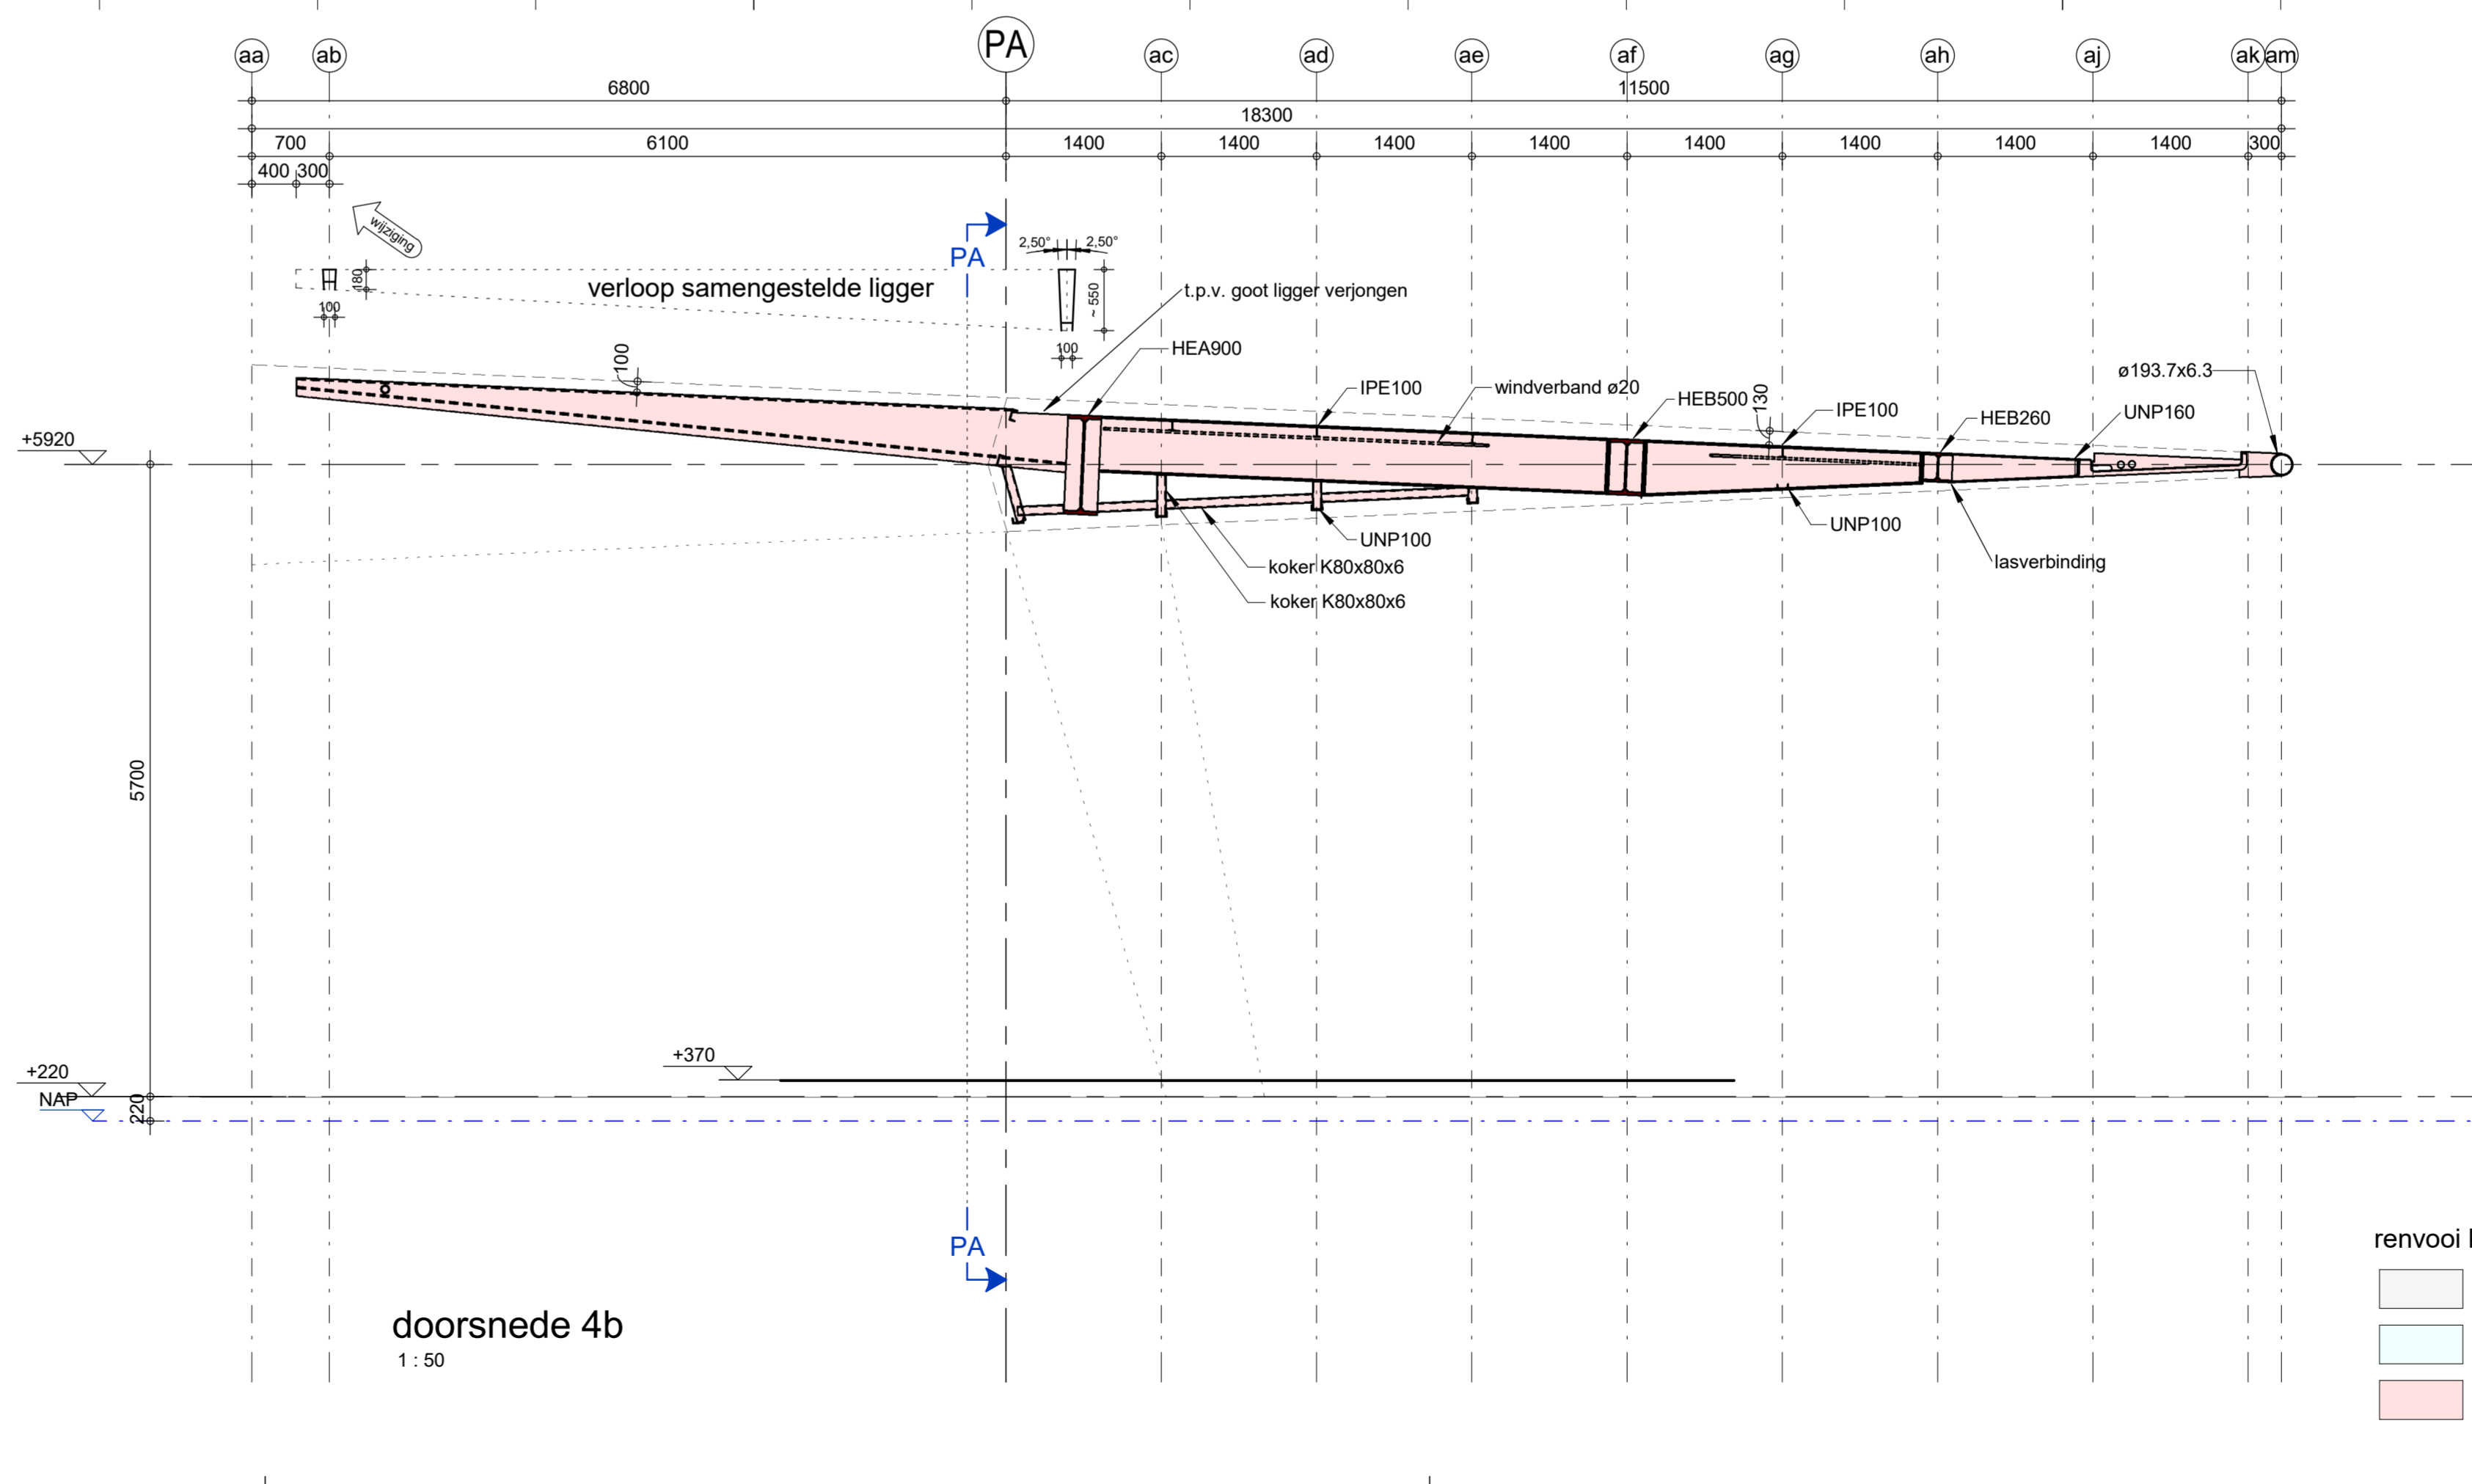 aa ab PA ac ad ae af ag ah aj ak am
6800 11500
18300
700 6100 1400 1400 1400 1400 1400 1400 1400 1400 300
400 300
wijziging
PA
2,50° 2,50°
180
100
verloop samengestelde ligger
~ 550
100
t.p.v. goot ligger verjongen
HEA900
100
IPE100
windverband ø20
HEB500
130
IPE100
HEB260
UNP160
ø193.7x6.3
+5920
UNP100
UNP100
koker K80x80x6
koker K80x80x6
lasverbinding
5700
+370
+220
NAP
220
PA
renvooi
doorsnede 4b
1 : 50